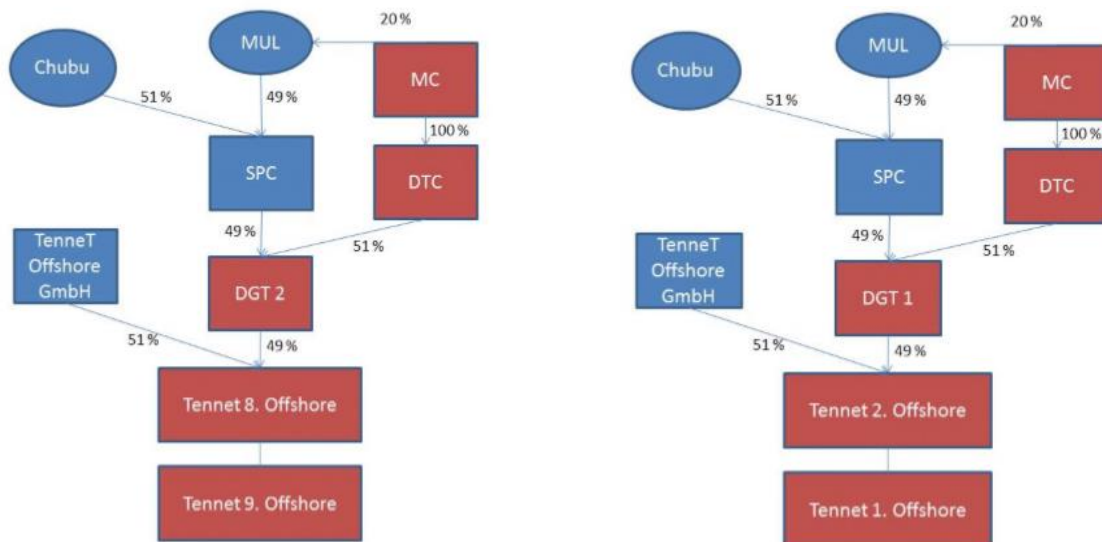 20 %
MUL
Chubu
MC
51 %
49 %
100 %
SPC
DTC
49 %
51 %
TenneT
Offshore
GmbH
DGT 2
51 %
49 %
Tennet 8. Offshore
Tennet 9. Offshore
20 %
MUL
Chubu
MC
51 %
49 %
100 %
SPC
DTC
49 %
51 %
TenneT
Offshore
GmbH
DGT 1
51 %
49 %
Tennet 2. Offshore
Tennet 1. Offshore